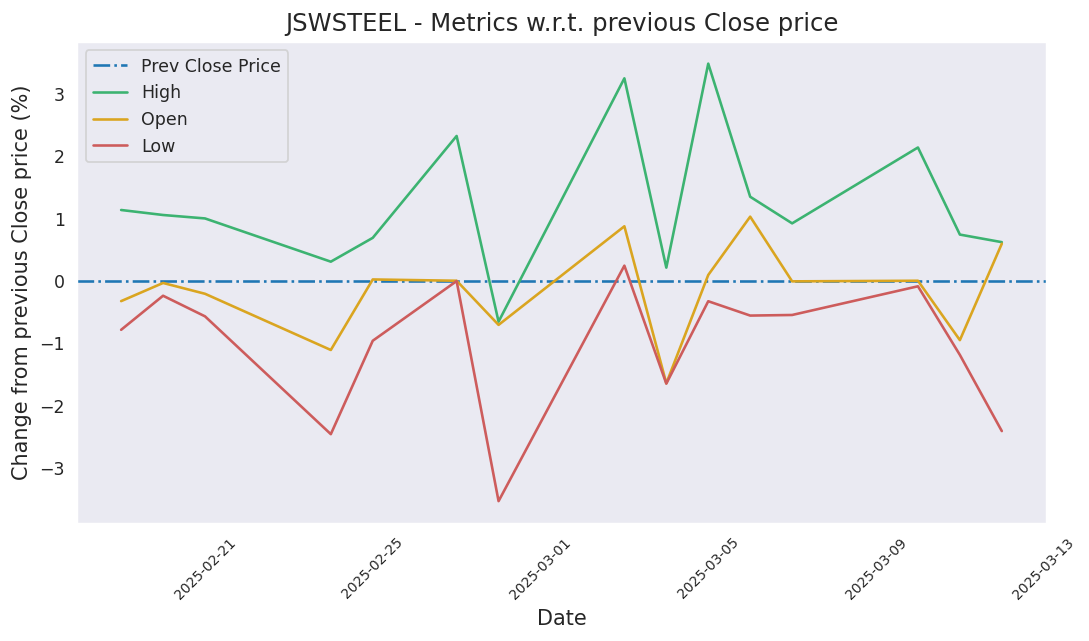 JSWSTEEL - Metrics w.r.t. previous Close price
Prev Close Price
High
Open
Low
Change from previous Close price (%)
3
2
1
0
−1
−2
−3
2025-02-21
2025-02-25
2025-03-01
2025-03-05
2025-03-09
2025-03-13
Date